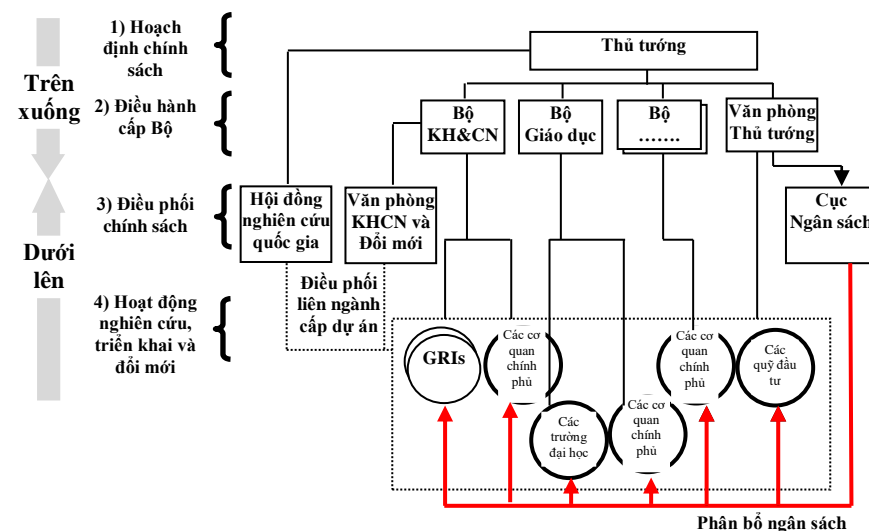 1) Hoạch
định chính
sách
Thủ tướng
Trên
xuống
2) Điều hành
cấp Bộ
Bộ
KH&CN
Bộ
Giáo dục
Bộ
…….
Văn phòng
Thủ tướng
3) Điều phối
chính sách
Hội đồng
nghiên cứu
quốc gia
Văn phòng
KHCN và
Đổi mới
Cục
Ngân sách
Dưới
lên
Điều phối
liên ngành
cấp dự án
4) Hoạt động
nghiên cứu,
triển khai và
đổi mới
GRIs
Các cơ
quan
chính
phủ
Các cơ
quan
chính
phủ
Các
quỹ đầu
tư
Các
trường
đại học
Các cơ
quan
chính
phủ
Phân bổ ngân sách